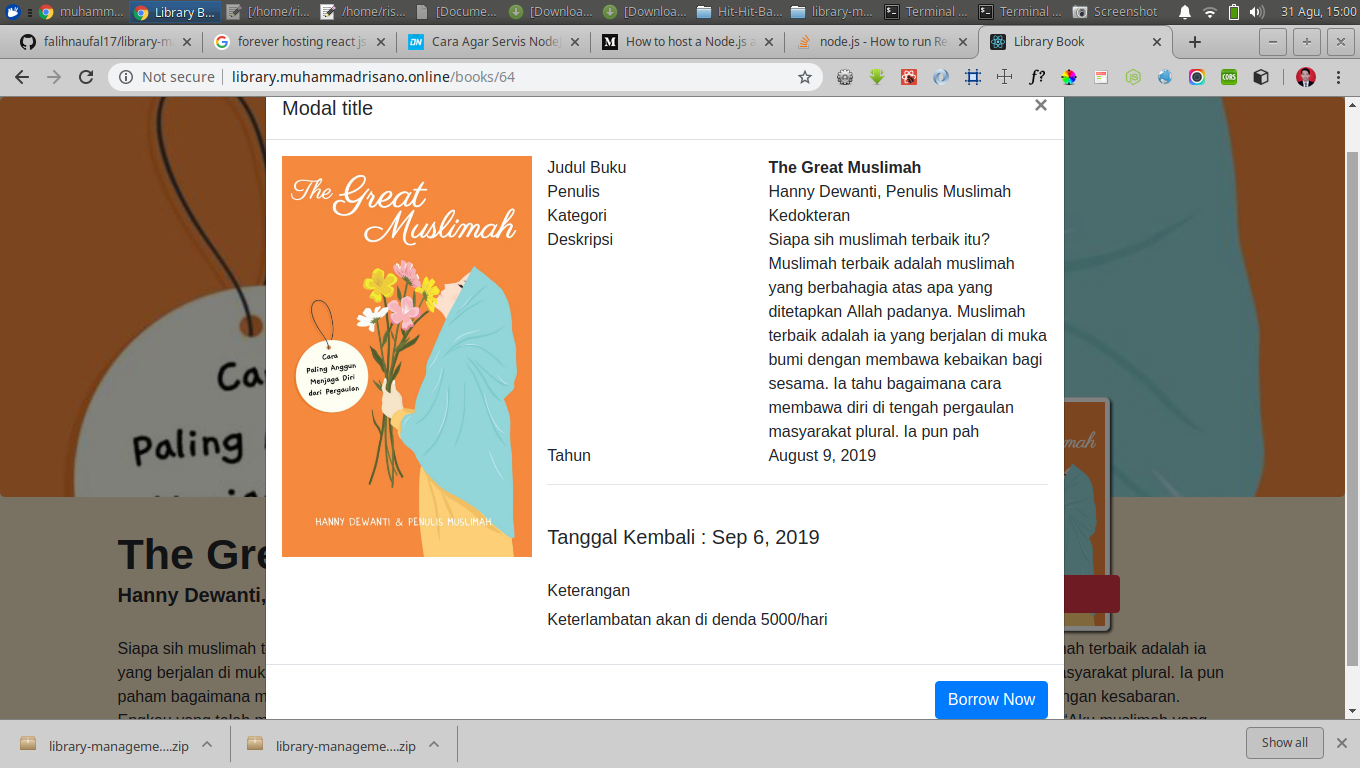 muhamm...
Library B...
[/home/ri...
/home/ris...
[Docume...
[Downloa...
[Downloa...
Hit-Hit-Ba...
library-m...
Terminal ...
Terminal ...
Screenshot
31 Agu, 15:00
falihnaufal17/library-m
forever hosting react js
Cara Agar Servis Node
How to host a Node.js a
node.js - How to run Re
Library Book
Not secure
library.muhammadrisano.online/books/64
f?
CORS
Modal title
×
The Great
Muslimah
Cara
Paling Anggun
Menjaga Diri
dari Pergaulan
HANNY DEWANTI & PENULIS MUSLIMAH
Judul Buku
The Great Muslimah
Penulis
Hanny Dewanti, Penulis Muslimah
Kategori
Kedokteran
Deskripsi
Siapa sih muslimah terbaik itu?
Muslimah terbaik adalah muslimah
yang berbahagia atas apa yang
ditetapkan Allah padanya. Muslimah
terbaik adalah ia yang berjalan di muka
bumi dengan membawa kebaikan bagi
sesama. Ia tahu bagaimana cara
membawa diri di tengah pergaulan
masyarakat plural. Ia pun pah
Tahun
August 9, 2019
Tanggal Kembali : Sep 6, 2019
Keterangan
Keterlambatan akan di denda 5000/hari
Borrow Now
Ca
Paling
mah
The Gre
Hanny Dewanti,
Siapa sih muslimah t
ah terbaik adalah ia
yang berjalan di muk
syarakat plural. Ia pun
paham bagaimana m
ngan kesabaran.
library-manageme....zip
library-manageme....zip
Show all